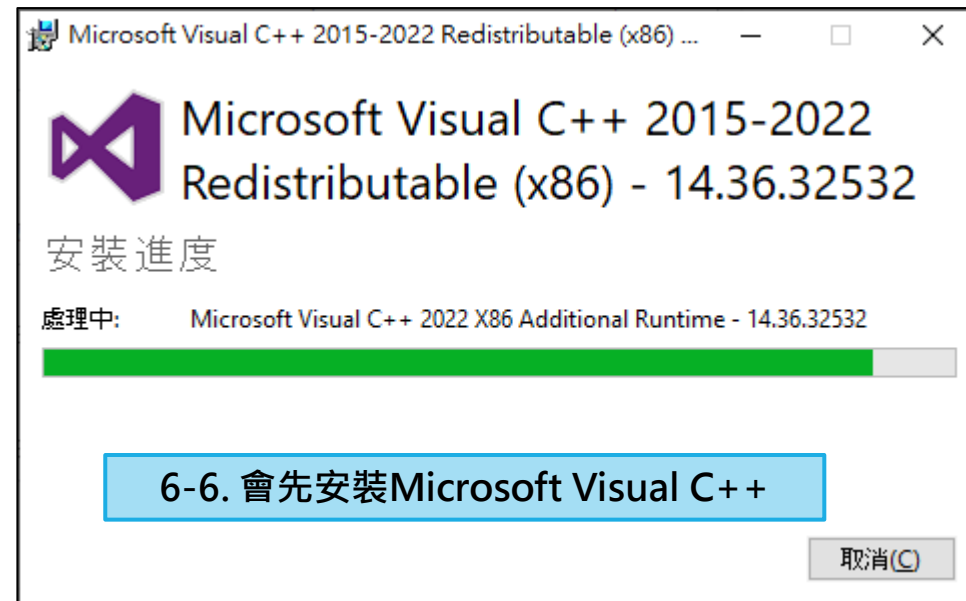 Microsoft Visual C++ 2015-2022 Redistributable (x86) ...
Microsoft Visual C++ 2015-2022
Redistributable (x86) - 14.36.32532
安裝進度
處理中: Microsoft Visual C++ 2022 X86 Additional Runtime - 14.36.32532
6-6. 會先安裝Microsoft Visual C++
取消(C)